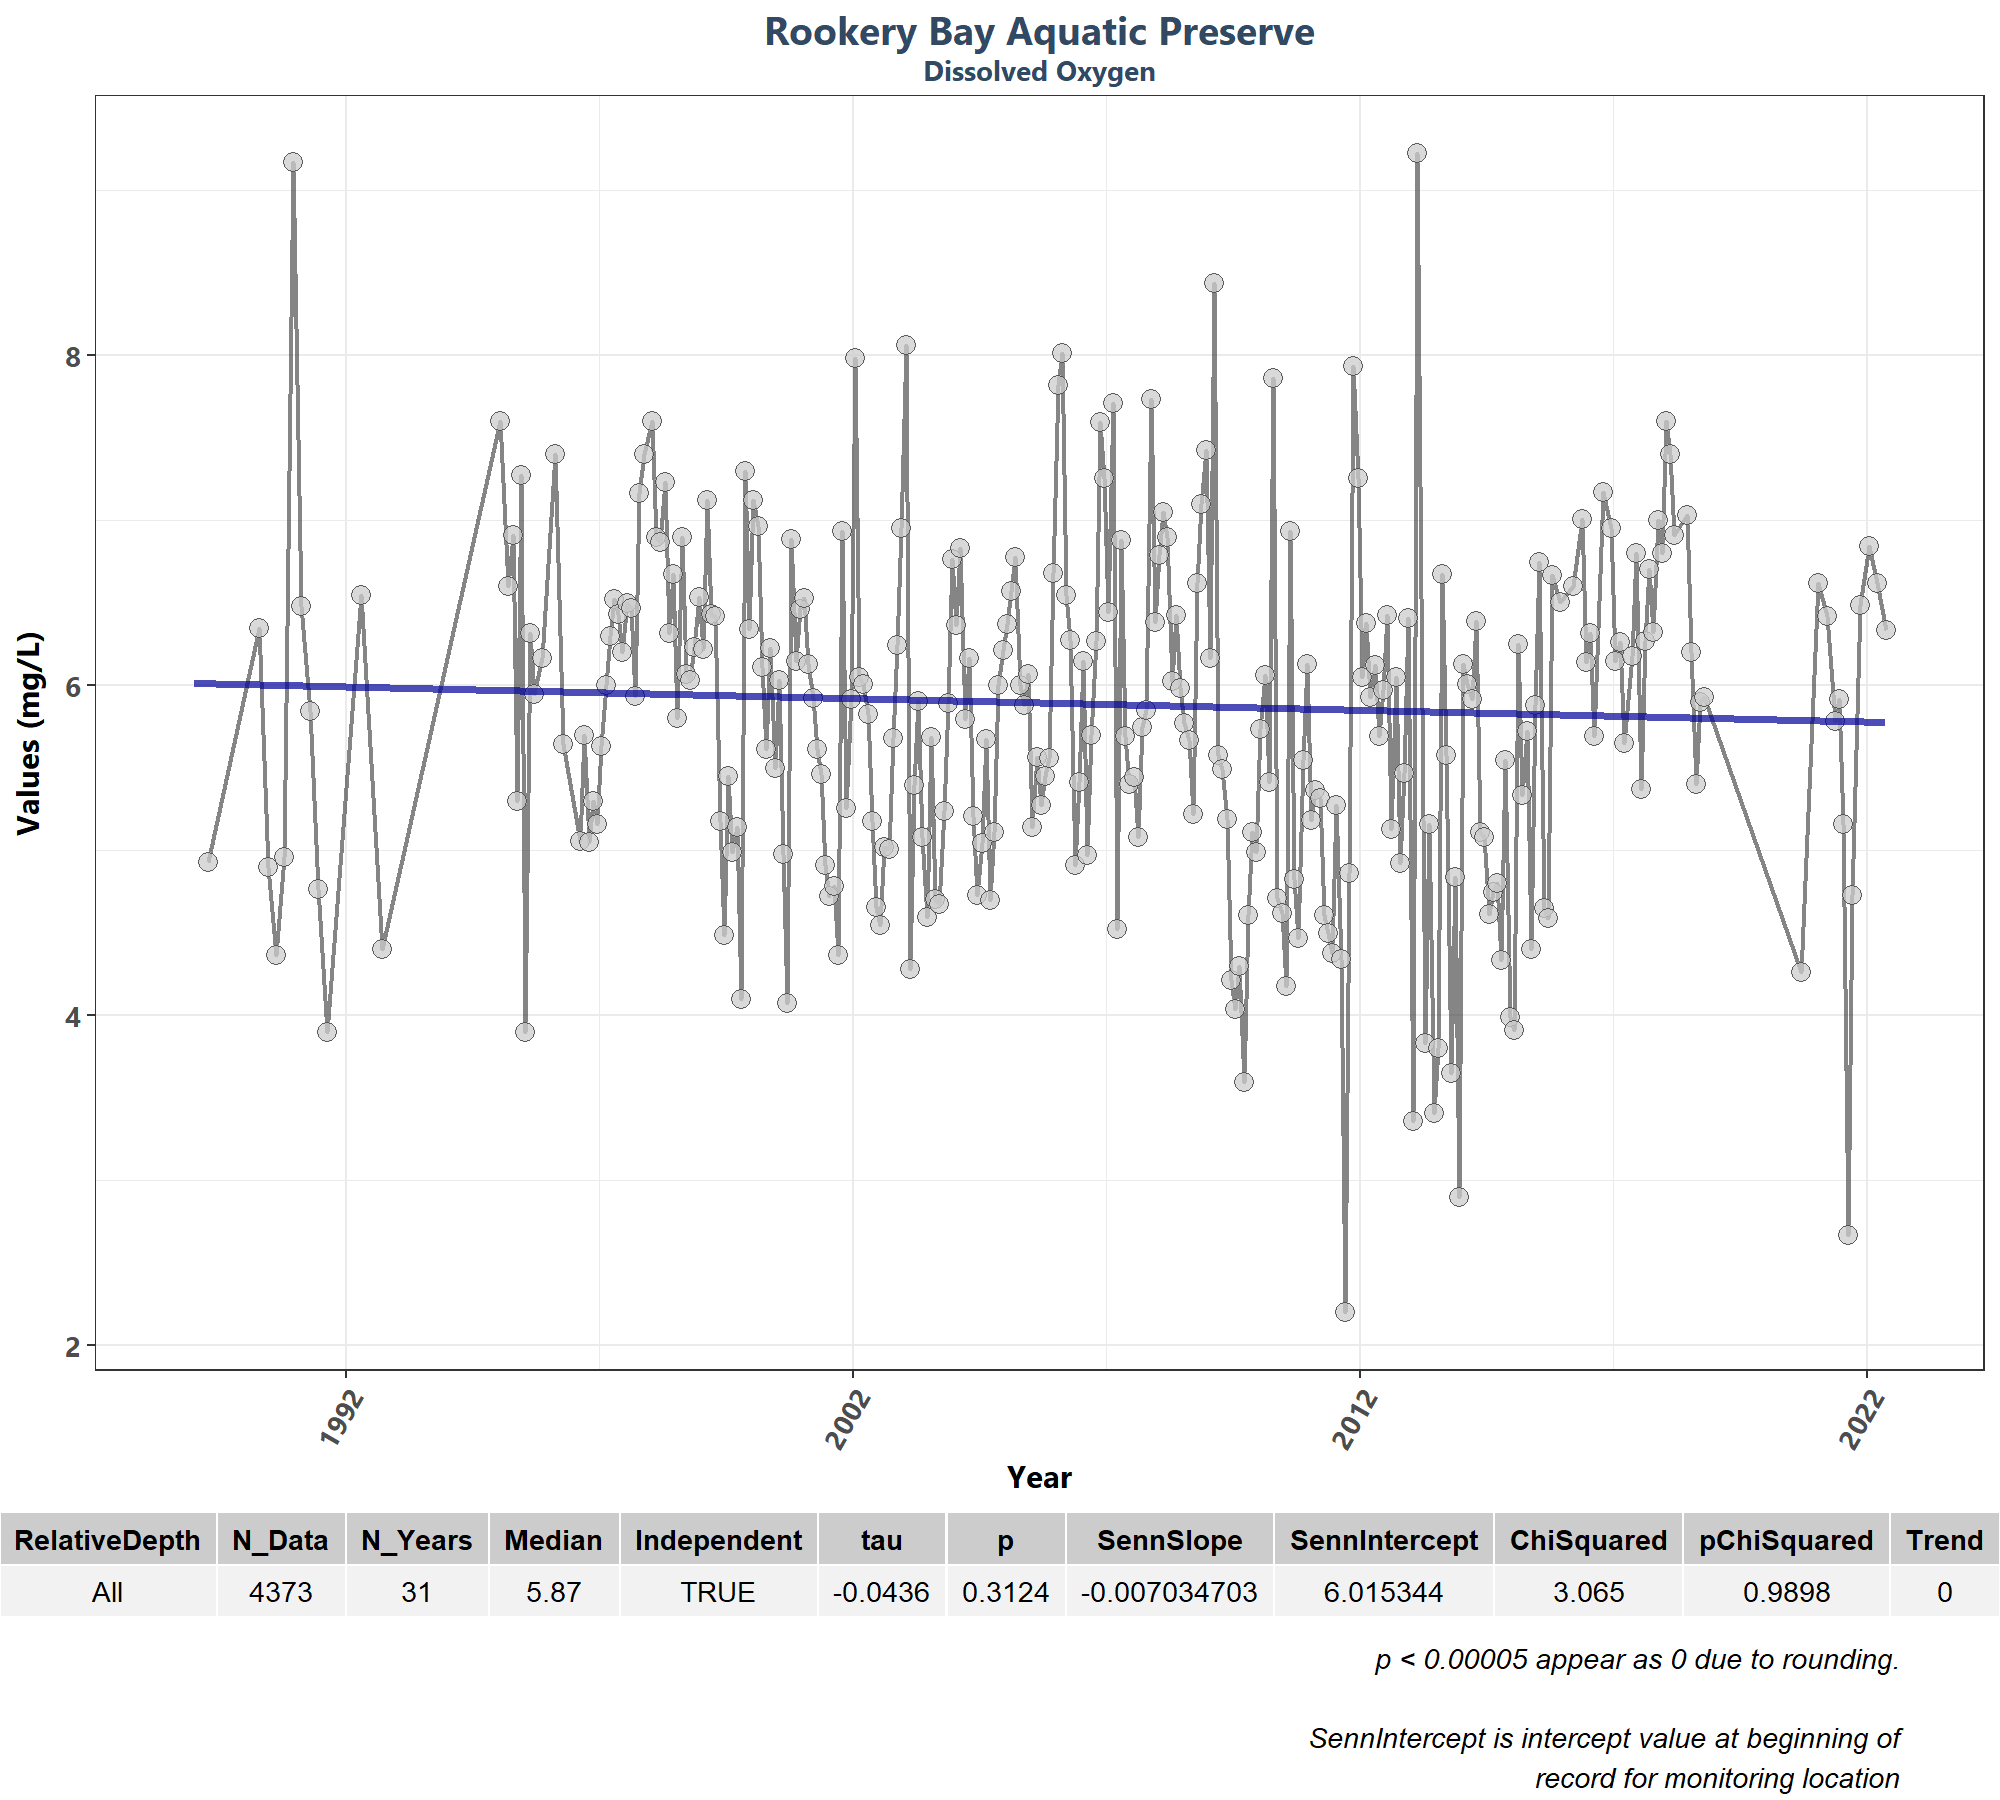 Rookery Bay Aquatic Preserve
Dissolved Oxygen
Values (mg/L)
8
6
4
2
1992
2002
2012
2022
Year
RelativeDepth N_Data N_Years Median Independent tau p SennSlope SennIntercept ChiSquared pChiSquared Trend
All 4373 31 5.87 TRUE -0.0436 0.3124 -0.007034703 6.015344 3.065 0.9898 0
p < 0.00005 appear as 0 due to rounding.
SennIntercept is intercept value at beginning of
record for monitoring location